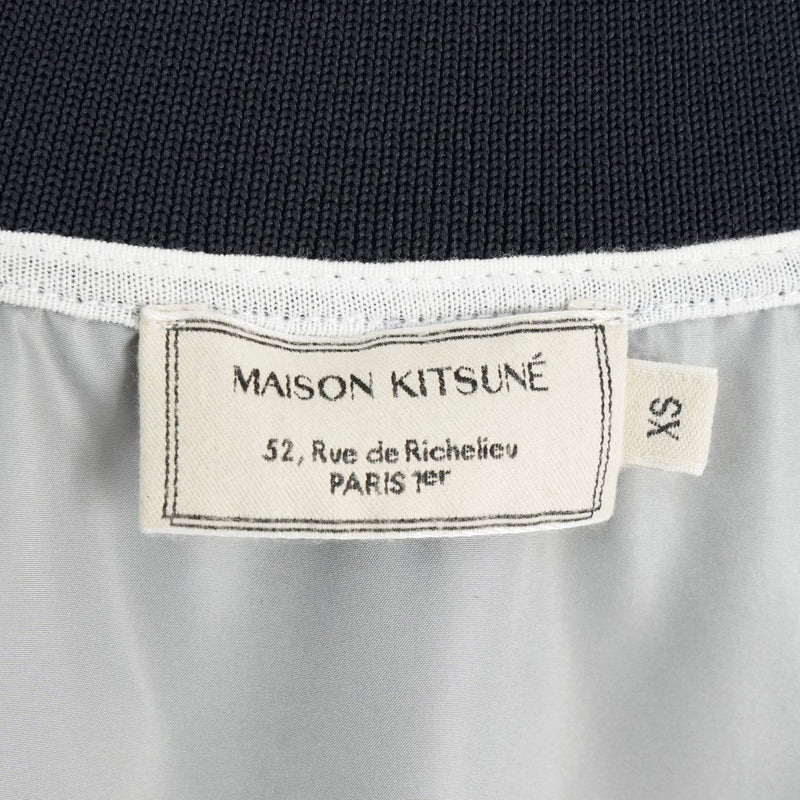 MAISON KITSUNÉ
52, Rue de Richelieu
PARIS 1er
XS